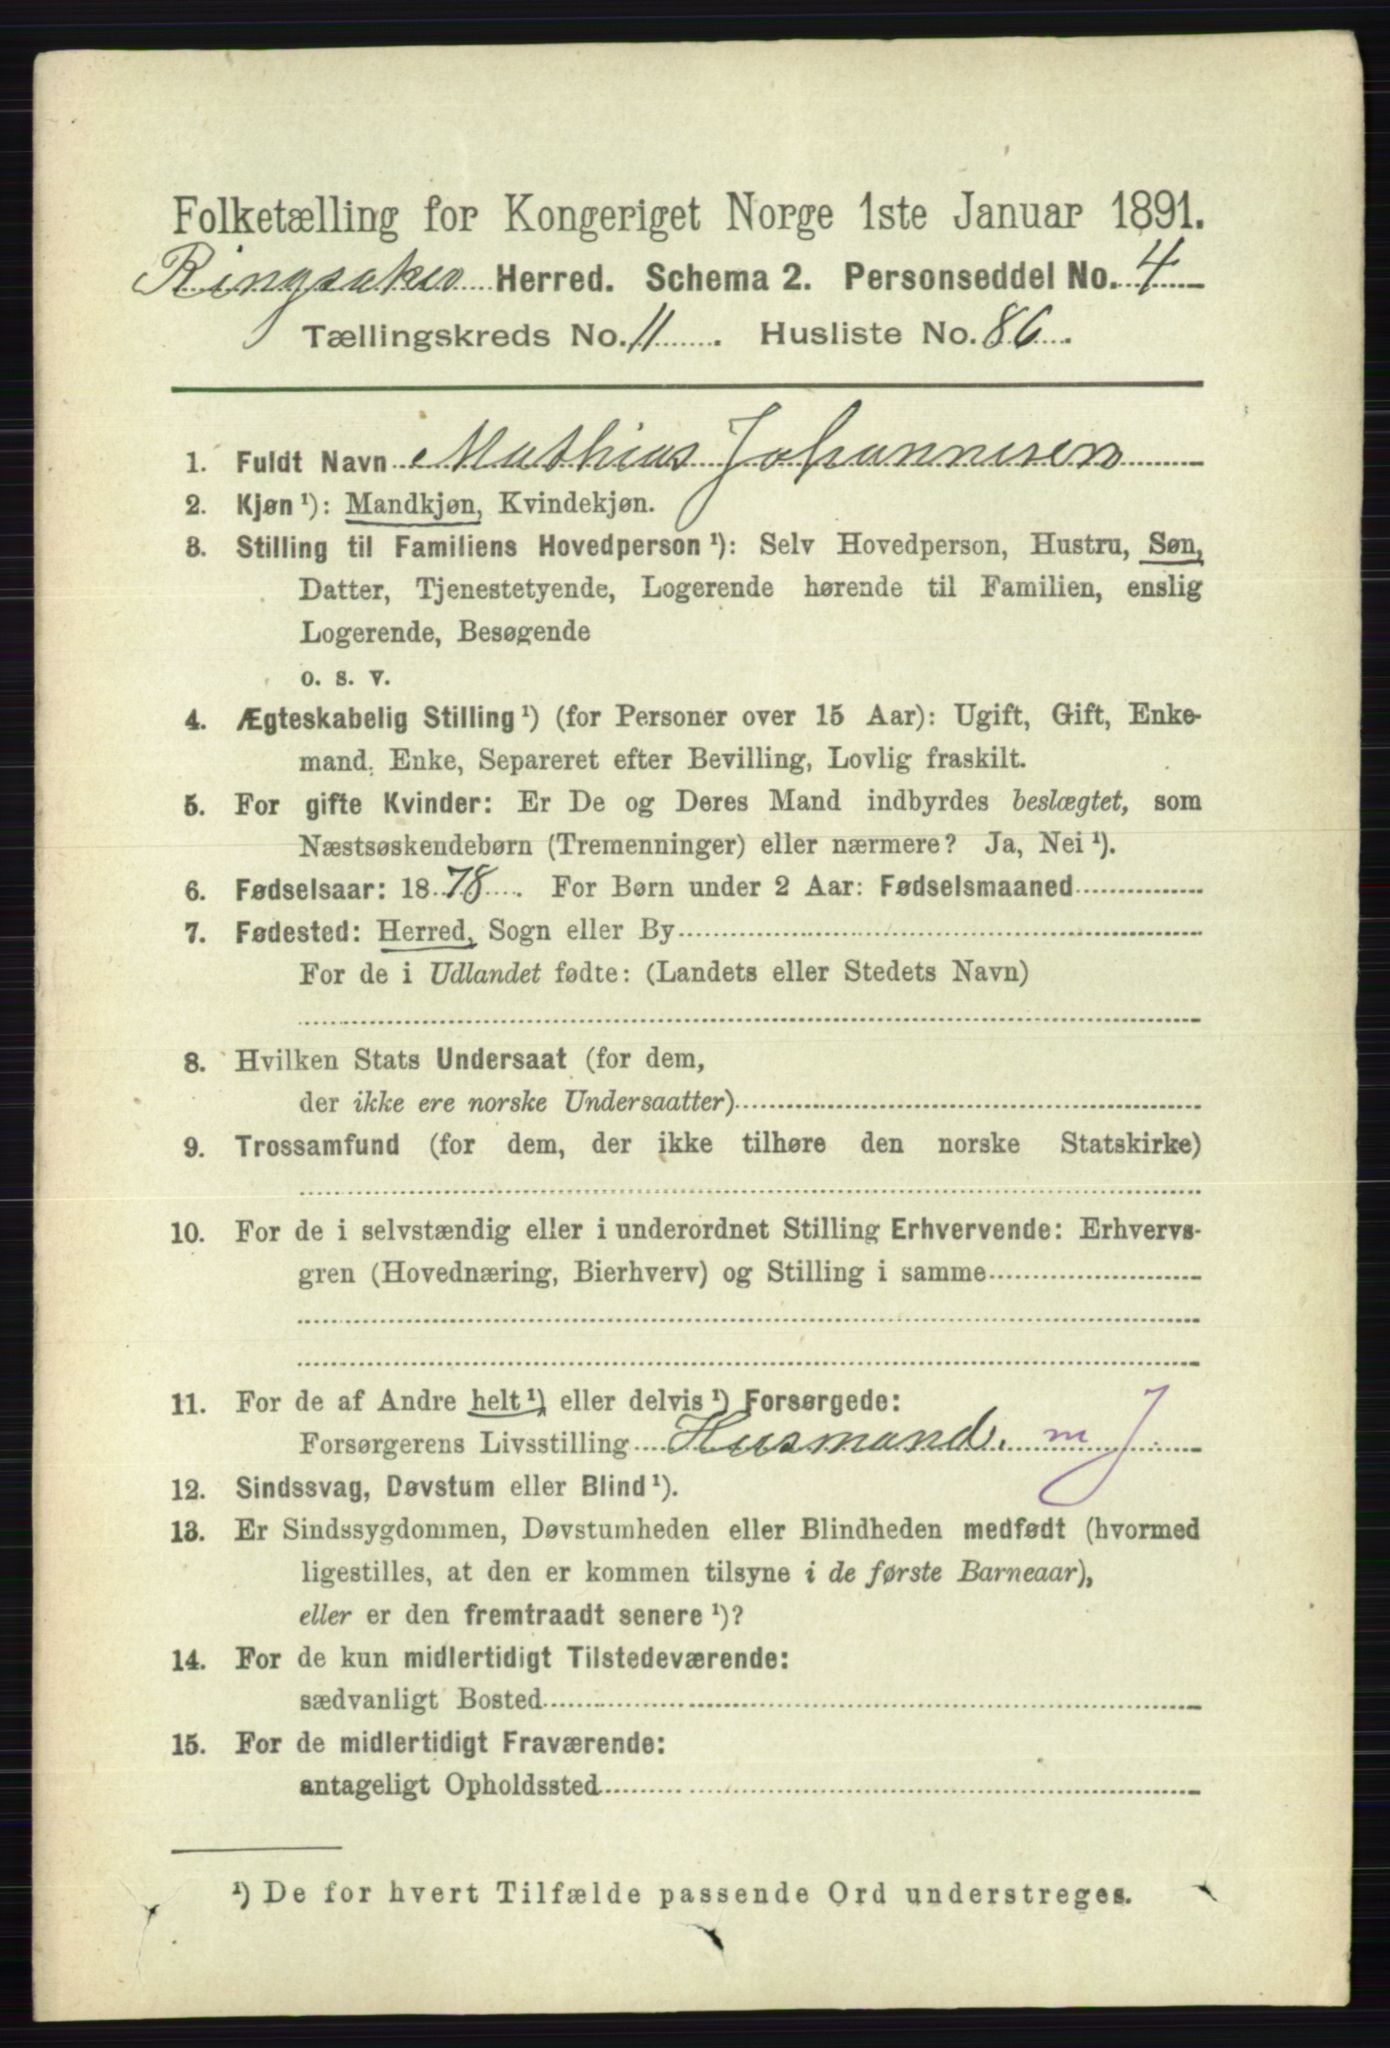 Folketælling for Kongeriget Norge 1ste Januar 1891.
Ringsaker Herred. Schema 2. Personseddel No. 4
Tællingskreds No. 11. Husliste No. 86.
1. Fuldt Navn Mathias Johannesen
2. Kjøn ¹): Mandkjøn, Kvindekjøn.
3. Stilling til Familiens Hovedperson ¹): Selv Hovedperson, Hustru, Søn,
Datter, Tjenestetyende, Logerende hørende til Familien, enslig
Logerende, Besøgende
o. s. v.
4. Ægteskabelig Stilling ¹) (for Personer over 15 Aar): Ugift, Gift, Enke-
mand, Enke, Separeret efter Bevilling, Lovlig fraskilt.
5. For gifte Kvinder: Er De og Deres Mand indbyrdes beslægtet, som
Næstsøskendebørn (Tremenninger) eller nærmere? Ja, Nei ¹).
6. Fødselsaar: 1878. For Børn under 2 Aar: Fødselsmaaned
7. Fødested: Herred, Sogn eller By
For de i Udlandet fødte: (Landets eller Stedets Navn)
8. Hvilken Stats Undersaat (for dem,
der ikke ere norske Undersaatter)
9. Trossamfund (for dem, der ikke tilhøre den norske Statskirke)
10. For de i selvstændig eller i underordnet Stilling Erhvervende: Erhvervs-
gren (Hovednæring, Bierhverv) og Stilling i samme
11. For de af Andre helt ¹) eller delvis ¹) Forsørgede:
Forsørgerens Livsstilling Husmand. m J
12. Sindssvag, Døvstum eller Blind ¹).
13. Er Sindssygdommen, Døvstumheden eller Blindheden medfødt (hvormed
ligestilles, at den er kommen tilsyne i de første Barneaar),
eller er den fremtraadt senere ¹)?
14. For de kun midlertidigt Tilstedeværende:
sædvanligt Bosted
15. For de midlertidigt Fraværende:
antageligt Opholdssted
¹) De for hvert Tilfælde passende Ord understreges.